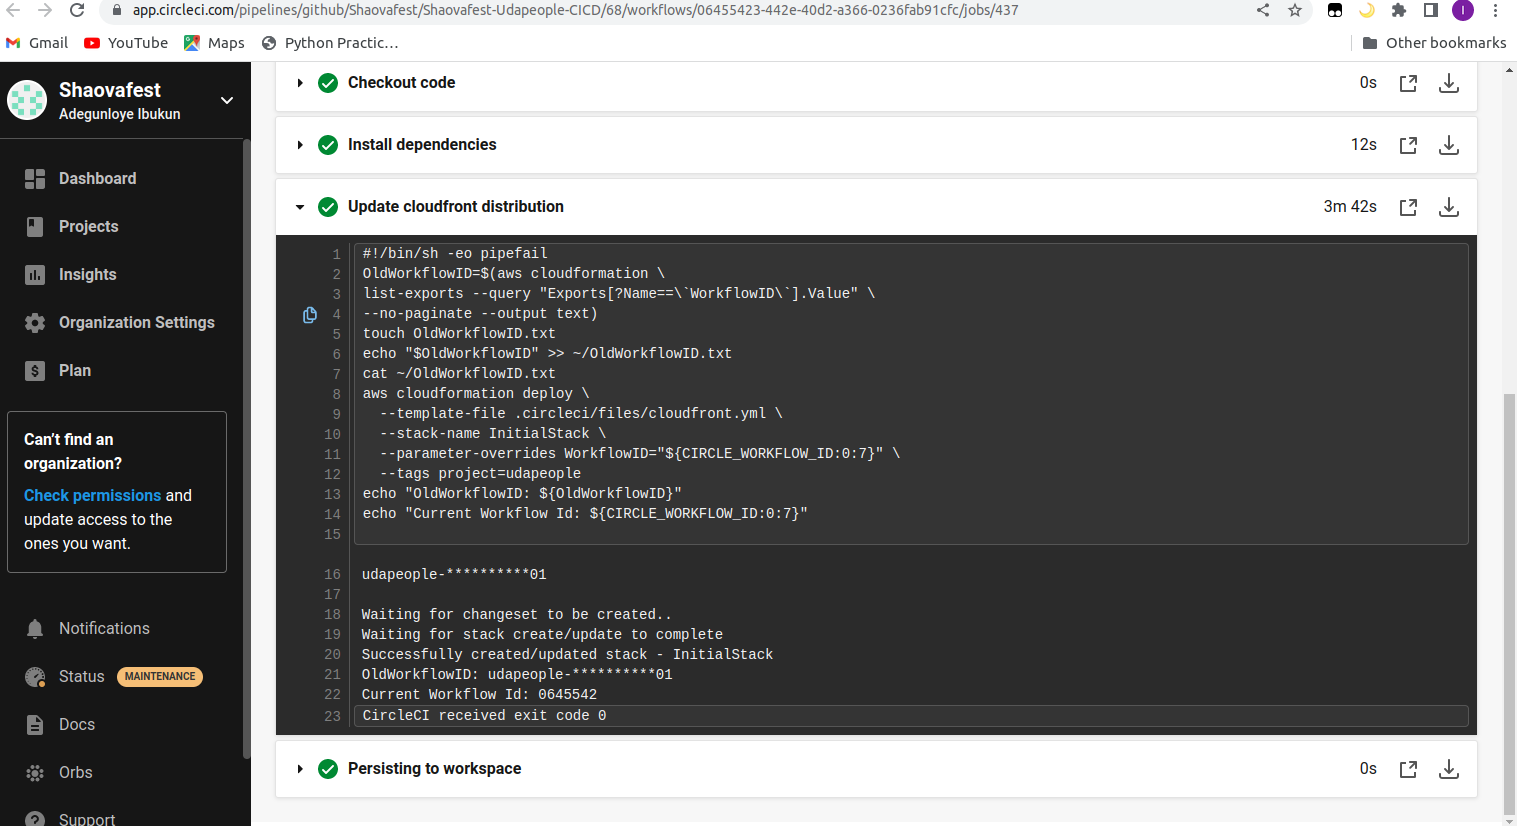 app.circleci.com/pipelines/github/Shaovafest/Shaovafest-Udapeople-CICD/68/workflows/06455423-442e-40d2-a366-0236fab91cfc/jobs/437
I
Gmail YouTube Maps Python Practic… Other bookmarks
Shaovafest
Adegunloye Ibukun
Dashboard
Projects
Insights
Organization Settings
$ Plan
Can't find an
organization?
Check permissions and
update access to the
ones you want.
Notifications
Status MAINTENANCE
Docs
Orbs
? Support
Checkout code 0s
Install dependencies 12s
Update cloudfront distribution 3m 42s
1 #!/bin/sh -eo pipefail
2 OldWorkflowID=$(aws cloudformation \
3 list-exports --query "Exports[?Name==\`WorkflowID\`].Value" \
4 --no-paginate --output text)
5 touch OldWorkflowID.txt
6 echo "$OldWorkflowID" >> ~/OldWorkflowID.txt
7 cat ~/OldWorkflowID.txt
8 aws cloudformation deploy \
9   --template-file .circleci/files/cloudfront.yml \
10   --stack-name InitialStack \
11   --parameter-overrides WorkflowID="${CIRCLE_WORKFLOW_ID:0:7}" \
12   --tags project=udapeople
13 echo "OldWorkflowID: ${OldWorkflowID}"
14 echo "Current Workflow Id: ${CIRCLE_WORKFLOW_ID:0:7}"
15
16 udapeople-**********01
17
18 Waiting for changeset to be created..
19 Waiting for stack create/update to complete
20 Successfully created/updated stack - InitialStack
21 OldWorkflowID: udapeople-**********01
22 Current Workflow Id: 0645542
23 CircleCI received exit code 0
Persisting to workspace 0s